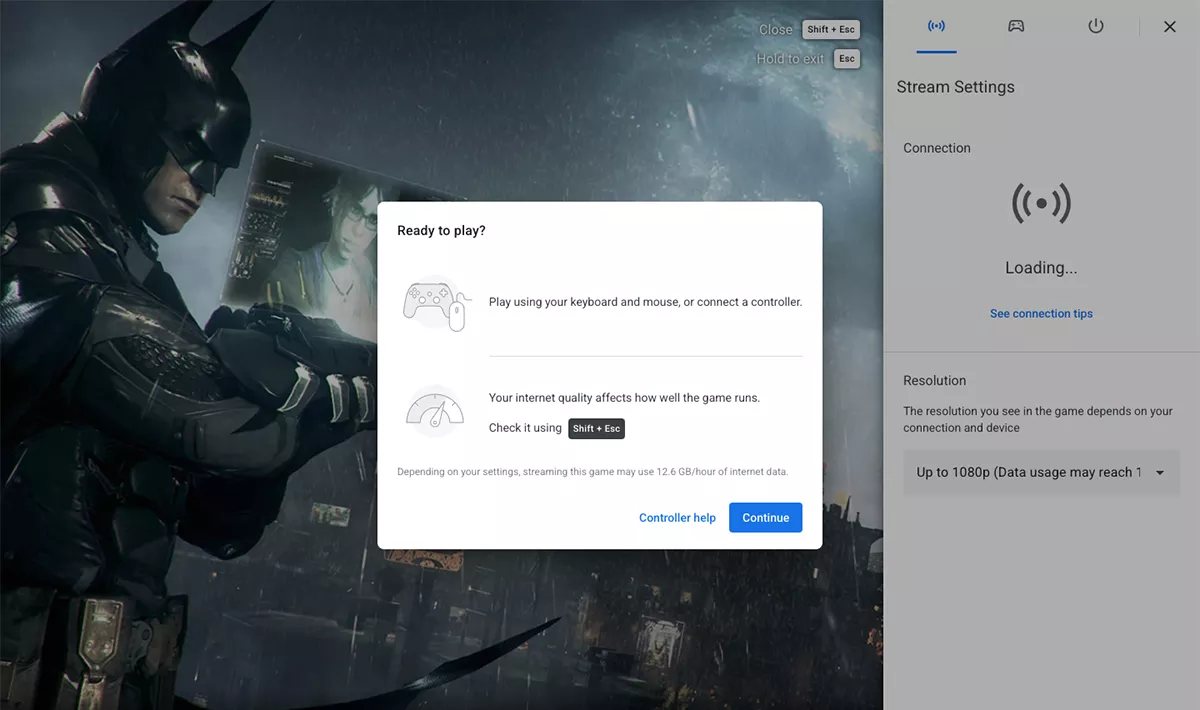 Close Shift + Esc
Hold to exit Esc
Stream Settings
Connection
Loading...
See connection tips
Resolution
The resolution you see in the game depends on your
connection and device
Up to 1080p (Data usage may reach 1
Ready to play?
Play using your keyboard and mouse, or connect a controller.
Your internet quality affects how well the game runs.
Check it using Shift + Esc
Depending on your settings, streaming this game may use 12.6 GB/hour of internet data.
Controller help Continue